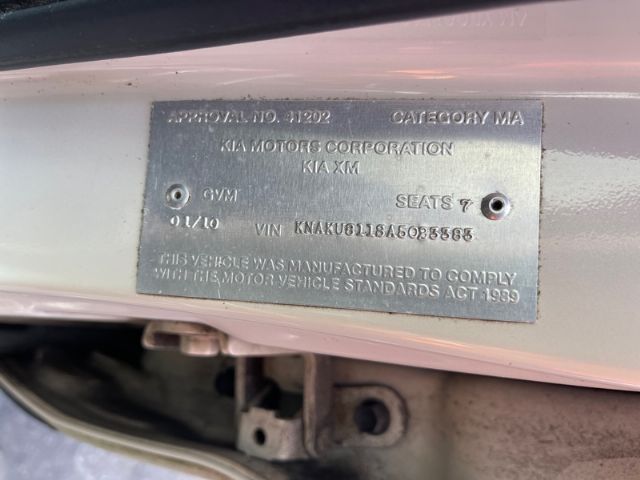 APPROVAL NO. 41202 CATEGORY MA
KIA MOTORS CORPORATION
KIA XM
GVM SEATS 7
01/10 VIN
THIS VEHICLE WAS MANUFACTURED TO COMPLY
WITH THE MOTOR VEHICLE STANDARDS ACT 1989